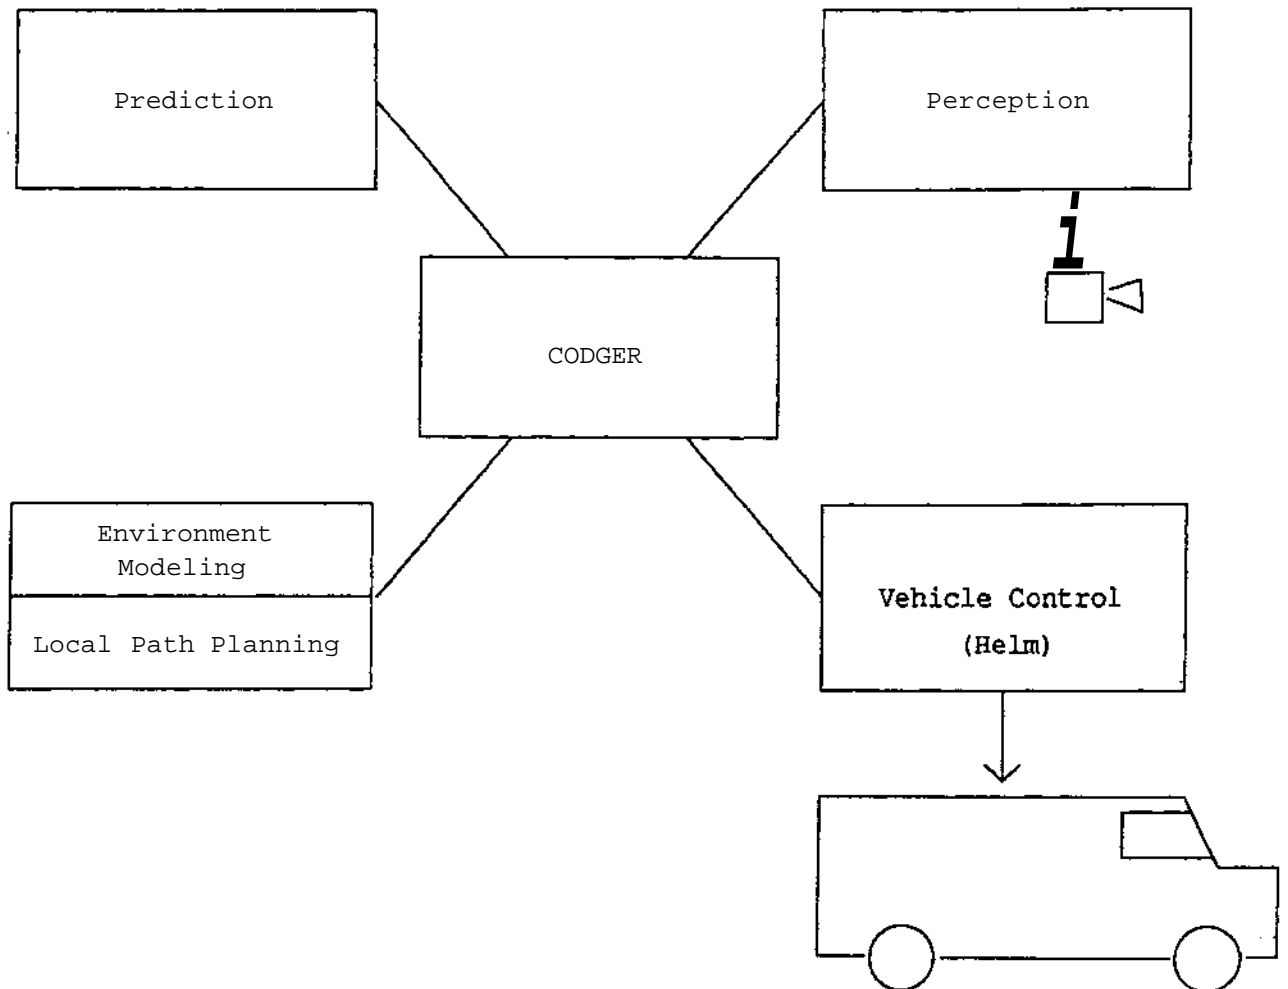 Prediction
Perception
CODGER
Environment
Modeling
Local Path Planning
Vehicle Control
(Helm)